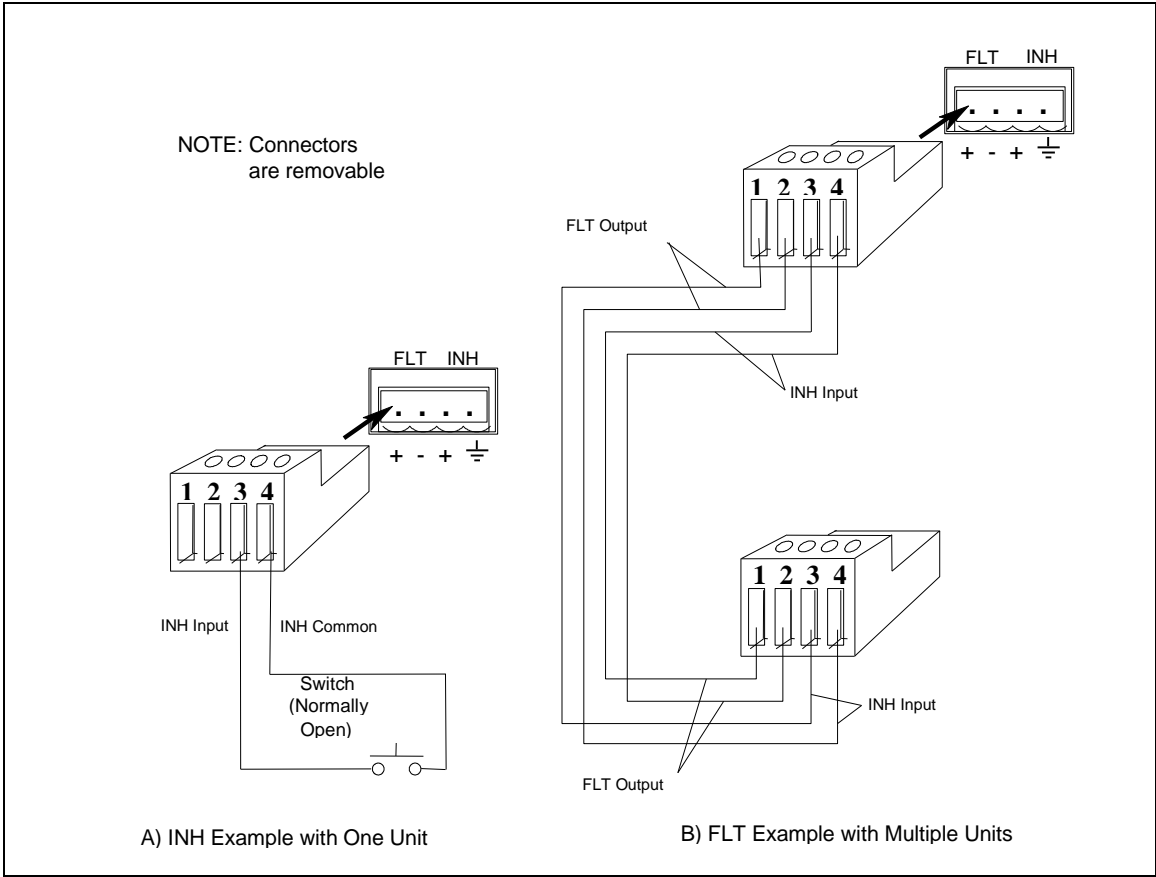 FLT INH
+ - +
NOTE: Connectors
are removable
1 2 3 4
FLT Output
INH Input
FLT INH
+ - +
1 2 3 4
INH Input
INH Common
Switch
(Normally
Open)
1 2 3 4
INH Input
FLT Output
A) INH Example with One Unit
B) FLT Example with Multiple Units